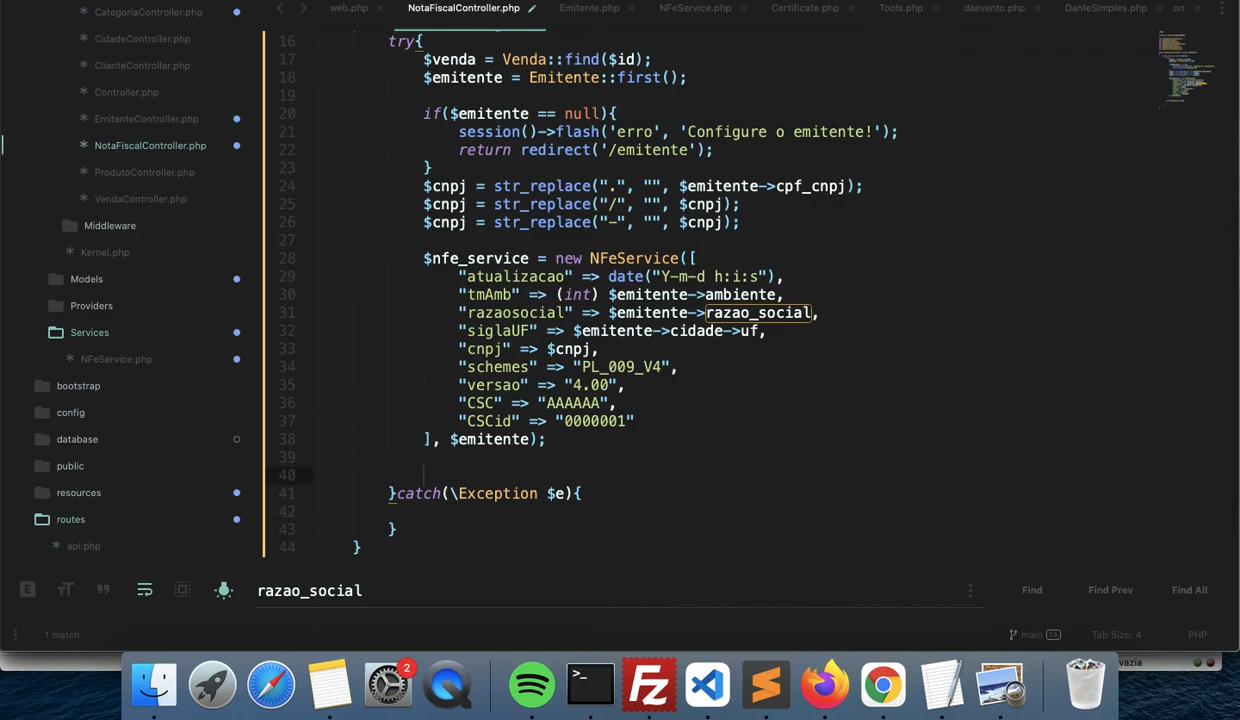 web.php × NotaFiscalController.php Emitente.php × NFeService.php × Certificate.php × Tools.php × daevento.php × DanfeSimples.php × on ×
CategoriaController.php
CidadeController.php
ClienteController.php
Controller.php
EmitenteController.php
NotaFiscalController.php
ProdutoController.php
VendaController.php
Middleware
Kernel.php
Models
Providers
Services
NFeService.php
bootstrap
config
database
public
resources
routes
api.php
16 try{
17 $venda = Venda::find($id);
18 $emitente = Emitente::first();
19
20 if($emitente == null){
21 session()->flash('erro', 'Configure o emitente!');
22 return redirect('/emitente');
23 }
24 $cnpj = str_replace(".", "", $emitente->cpf_cnpj);
25 $cnpj = str_replace("/", "", $cnpj);
26 $cnpj = str_replace("-", "", $cnpj);
27
28 $nfe_service = new NFeService([
29 "atualizacao" => date("Y-m-d h:i:s"),
30 "tmAmb" => (int) $emitente->ambiente,
31 "razaosocial" => $emitente->razao_social,
32 "siglaUF" => $emitente->cidade->uf,
33 "cnpj" => $cnpj,
34 "schemes" => "PL_009_V4",
35 "versao" => "4.00",
36 "CSC" => "AAAAAA",
37 "CSCid" => "0000001"
38 ], $emitente);
39
40
41 }catch(\Exception $e){
42
43 }
44 }
razao_social Find Find Prev Find All
1 match main 16 Tab Size: 4 PHP
vazia
2
>_
Fz